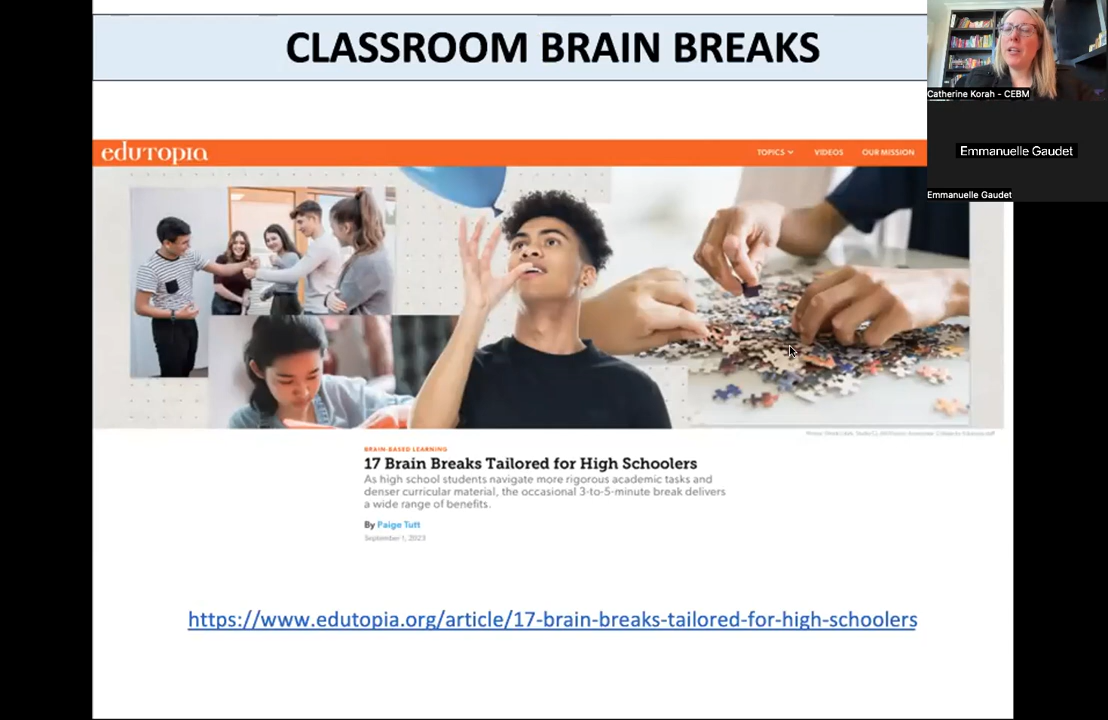 CLASSROOM BRAIN BREAKS
Catherine Korah - CEBM
Emmanuelle Gaudet
Emmanuelle Gaudet
edutopia
TOPICS
VIDEOS
OUR MISSION
BRAIN-BASED LEARNING
17 Brain Breaks Tailored for High Schoolers
As high school students navigate more rigorous academic tasks and
denser curricular material, the occasional 3-to-5-minute break delivers
a wide range of benefits.
By Paige Tutt
September 1, 2023
https://www.edutopia.org/article/17-brain-breaks-tailored-for-high-schoolers